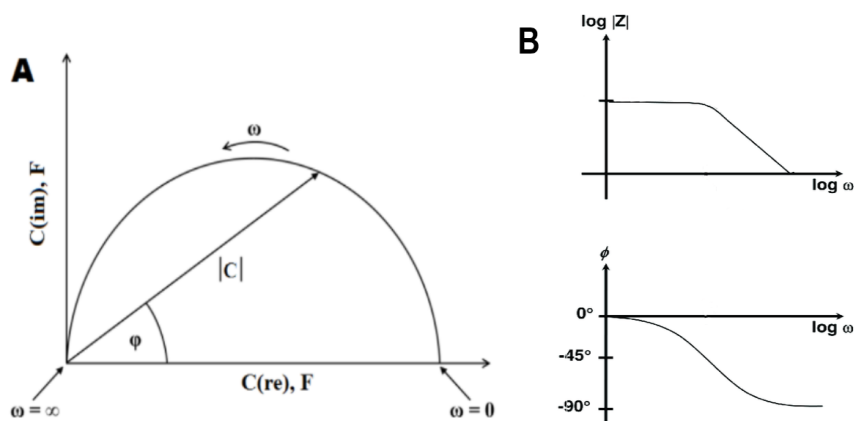 A
C(im), F
ω
|C|
φ
C(re), F
ω = ∞
ω = 0
B
log |Z|
log ω
ϕ
0°
log ω
-45°
-90°